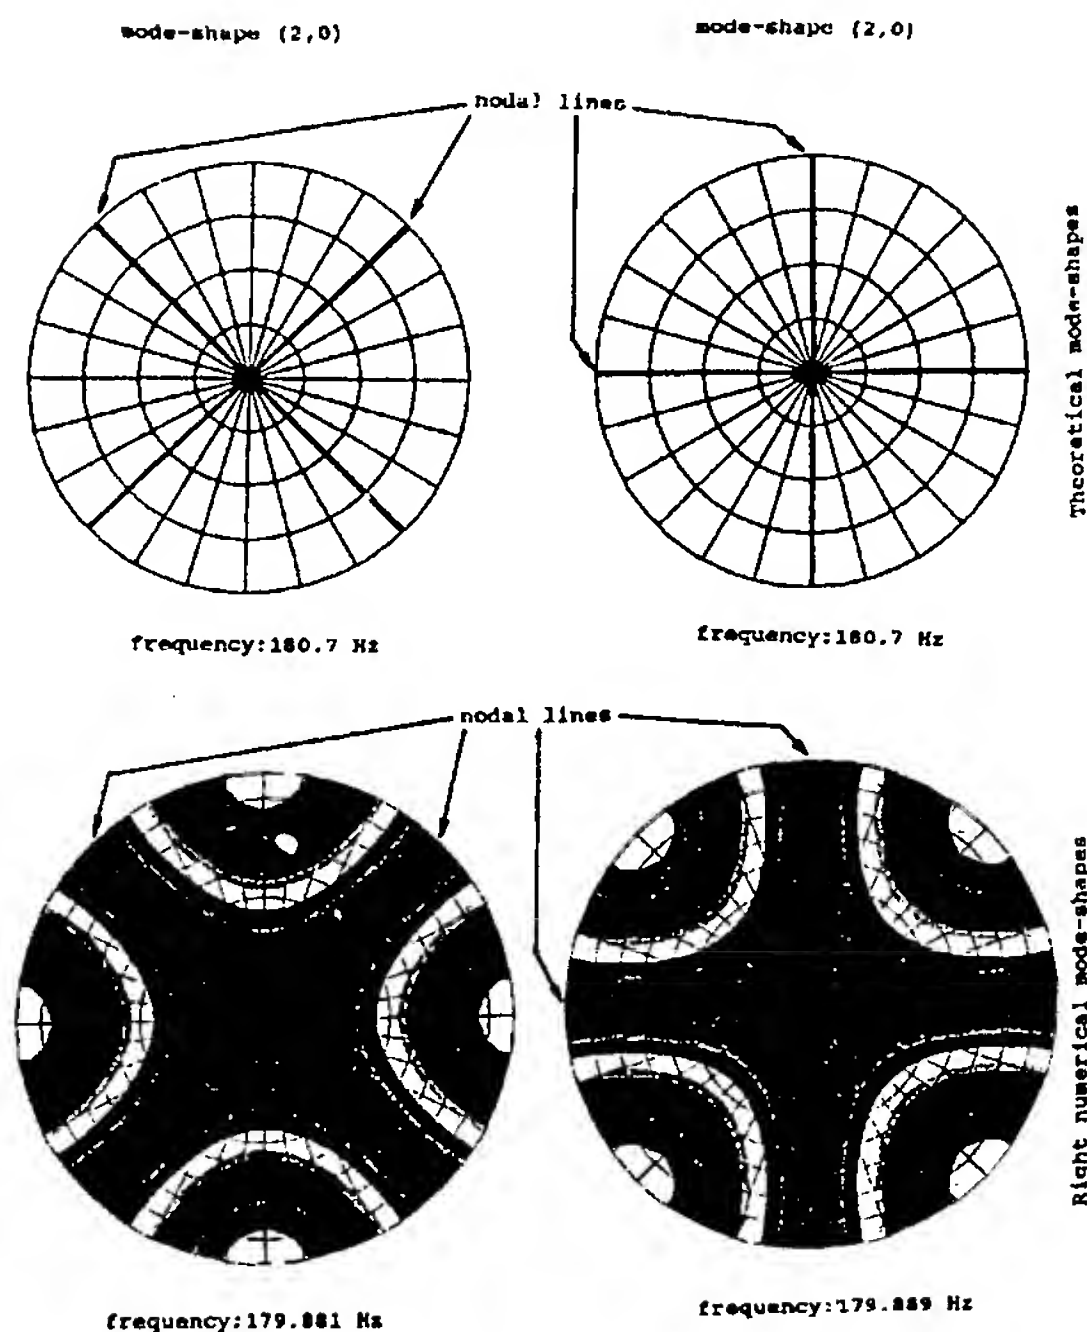 mode-shape (2,0)
mode-shape (2,0)
nodal lines
Theoretical mode-shapes
frequency:180.7 Hz
frequency:180.7 Hz
nodal lines
Right numerical mode-shapes
frequency:179.881 Hz
frequency:179.889 Hz